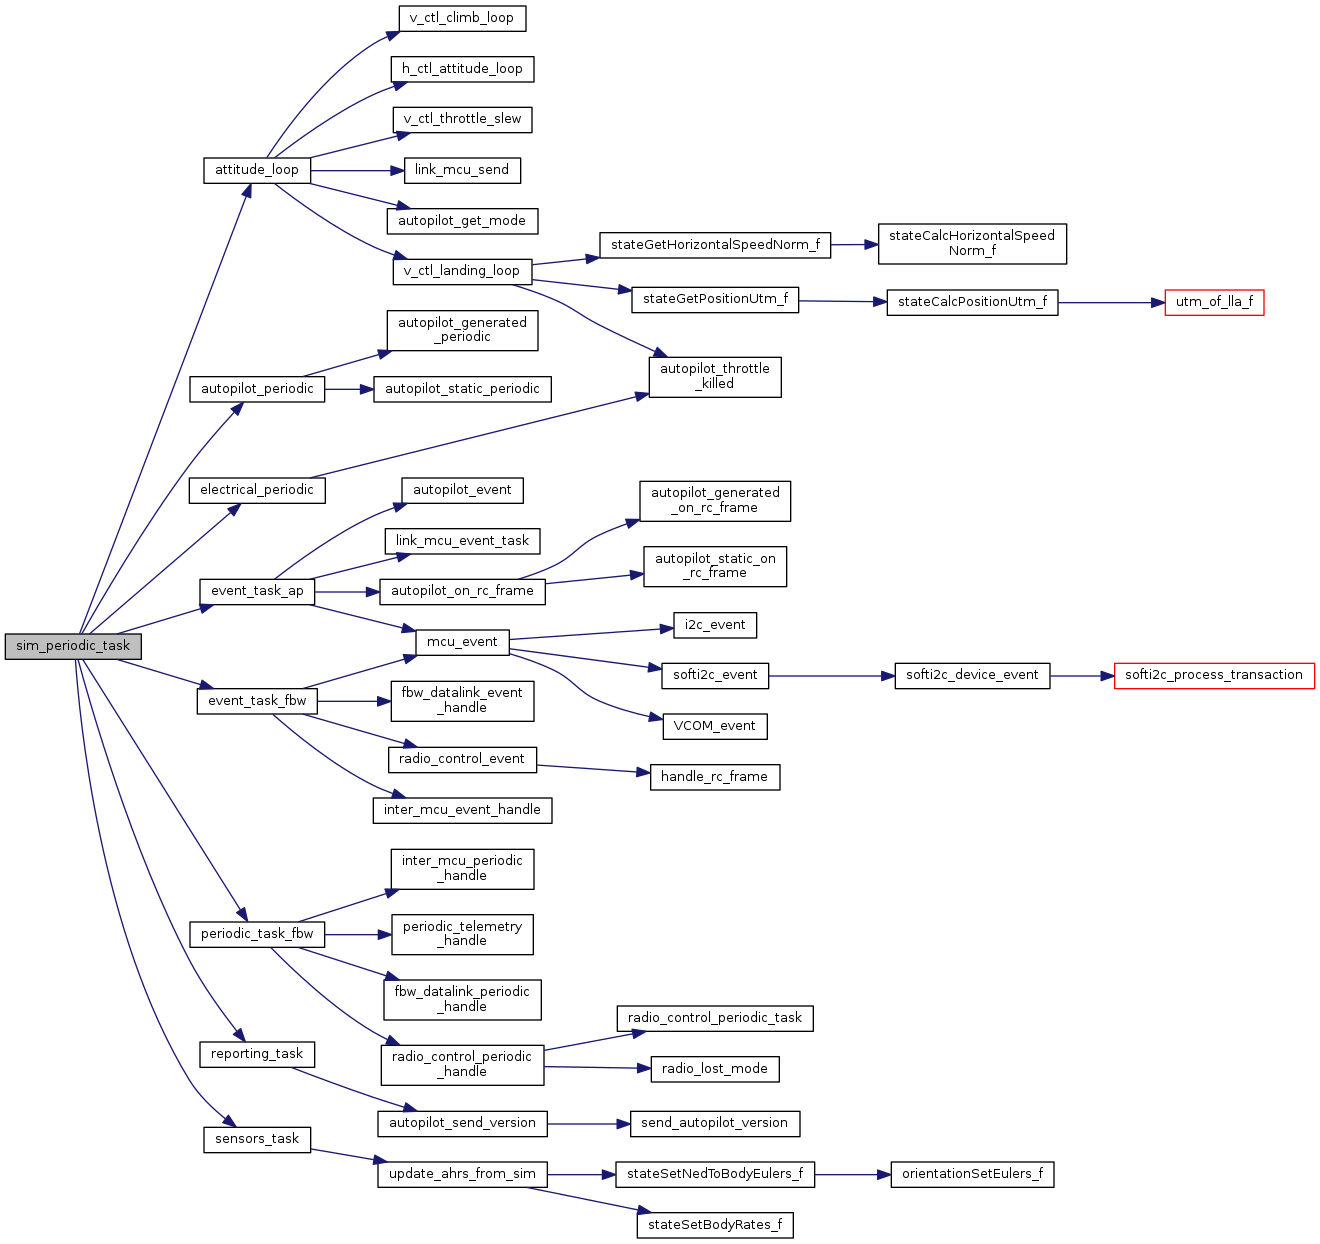 v_ctl_climb_loop
h_ctl_attitude_loop
v_ctl_throttle_slew
attitude_loop
link_mcu_send
autopilot_get_mode
v_ctl_landing_loop
stateGetHorizontalSpeedNorm_f
stateCalcHorizontalSpeed
Norm_f
stateGetPositionUtm_f
stateCalcPositionUtm_f
utm_of_lla_f
autopilot_generated
_periodic
autopilot_throttle
_killed
autopilot_periodic
autopilot_static_periodic
electrical_periodic
autopilot_event
autopilot_generated
_on_rc_frame
link_mcu_event_task
autopilot_static_on
_rc_frame
event_task_ap
autopilot_on_rc_frame
i2c_event
sim_periodic_task
mcu_event
softi2c_event
softi2c_device_event
softi2c_process_transaction
event_task_fbw
fbw_datalink_event
_handle
VCOM_event
radio_control_event
handle_rc_frame
inter_mcu_event_handle
inter_mcu_periodic
_handle
periodic_task_fbw
periodic_telemetry
_handle
fbw_datalink_periodic
_handle
radio_control_periodic_task
reporting_task
radio_control_periodic
_handle
radio_lost_mode
autopilot_send_version
send_autopilot_version
sensors_task
update_ahrs_from_sim
stateSetNedToBodyEulers_f
orientationSetEulers_f
stateSetBodyRates_f